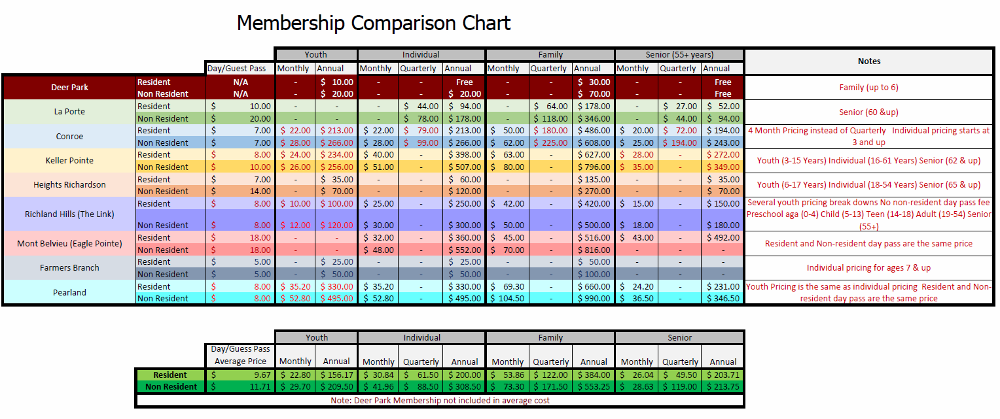 Membership Comparison Chart
Youth Individual Family Senior (55+ years) Notes
Day/Guest Pass Monthly Annual Monthly Quarterly Annual Monthly Quarterly Annual Monthly Quarterly Annual
Deer Park Resident N/A - $ 10.00 - - Free - - $ 30.00 - - Free Family (up to 6)
Non Resident N/A - $ 20.00 - - $ 20.00 - - $ 70.00 - - Free
La Porte Resident $ 10.00 - - - $ 44.00 $ 94.00 - $ 64.00 $ 178.00 - $ 27.00 $ 52.00 Senior (60 &up)
Non Resident $ 20.00 - - - $ 78.00 $ 178.00 - $ 118.00 $ 346.00 - $ 44.00 $ 94.00
Conroe Resident $ 7.00 $ 22.00 $ 213.00 $ 22.00 $ 79.00 $ 213.00 $ 50.00 $ 180.00 $ 486.00 $ 20.00 $ 72.00 $ 194.00 4 Month Pricing instead of Quarterly Individual pricing starts at
Non Resident $ 7.00 $ 28.00 $ 266.00 $ 28.00 $ 99.00 $ 266.00 $ 62.00 $ 225.00 $ 608.00 $ 25.00 $ 194.00 $ 243.00 3 and up
Keller Pointe Resident $ 8.00 $ 24.00 $ 234.00 $ 40.00 - $ 398.00 $ 63.00 - $ 627.00 $ 28.00 - $ 272.00 Youth (3-15 Years) Individual (16-61 Years) Senior (62 & up)
Non Resident $ 10.00 $ 26.00 $ 256.00 $ 51.00 - $ 507.00 $ 80.00 - $ 796.00 $ 35.00 - $ 349.00
Heights Richardson Resident $ 7.00 - $ 35.00 - - $ 60.00 - - $ 135.00 - - $ 35.00 Youth (6-17 Years) Individual (18-54 Years) Senior (65 & up)
Non Resident $ 14.00 - $ 70.00 - - $ 120.00 - - $ 270.00 - - $ 70.00
Richland Hills (The Link) Resident $ 8.00 $ 10.00 $ 100.00 $ 25.00 - $ 250.00 $ 42.00 - $ 420.00 $ 15.00 - $ 150.00 Several youth pricing break downs No non-resident day pass fee
Preschool aga (0-4) Child (5-13) Teen (14-18) Adult (19-54) Senior
Non Resident $ 8.00 $ 12.00 $ 120.00 $ 30.00 - $ 300.00 $ 50.00 - $ 500.00 $ 18.00 - $ 180.00 (55+)
Mont Belvieu (Eagle Pointe) Resident $ 18.00 - - $ 32.00 - $ 360.00 $ 45.00 - $ 516.00 $ 43.00 - $ 492.00 Resident and Non-resident day pass are the same price
Non Resident $ 18.00 - - $ 48.00 - $ 552.00 $ 70.00 - $ 816.00 - - -
Farmers Branch Resident $ 5.00 - $ 25.00 - - $ 25.00 - - $ 50.00 - - - Individual pricing for ages 7 & up
Non Resident $ 5.00 - $ 50.00 - - $ 50.00 - - $ 100.00 - - -
Pearland Resident $ 8.00 $ 35.20 $ 330.00 $ 35.20 - $ 330.00 $ 69.30 - $ 660.00 $ 24.20 - $ 231.00 Youth Pricing is the same as individual pricing Resident and Non-
Non Resident $ 8.00 $ 52.80 $ 495.00 $ 52.80 - $ 495.00 $ 104.50 - $ 990.00 $ 36.50 - $ 346.50 resident day pass are the same price
Youth Individual Family Senior
Day/Guess Pass
Average Price Monthly Annual Monthly Quarterly Annual Monthly Quarterly Annual Monthly Quarterly Annual
Resident $ 9.67 $ 22.80 $ 156.17 $ 30.84 $ 61.50 $ 200.00 $ 53.86 $ 122.00 $ 384.00 $ 26.04 $ 49.50 $ 203.71
Non Resident $ 11.71 $ 29.70 $ 209.50 $ 41.96 $ 88.50 $ 308.50 $ 73.30 $ 171.50 $ 553.25 $ 28.63 $ 119.00 $ 213.75
Note: Deer Park Membership not included in average cost